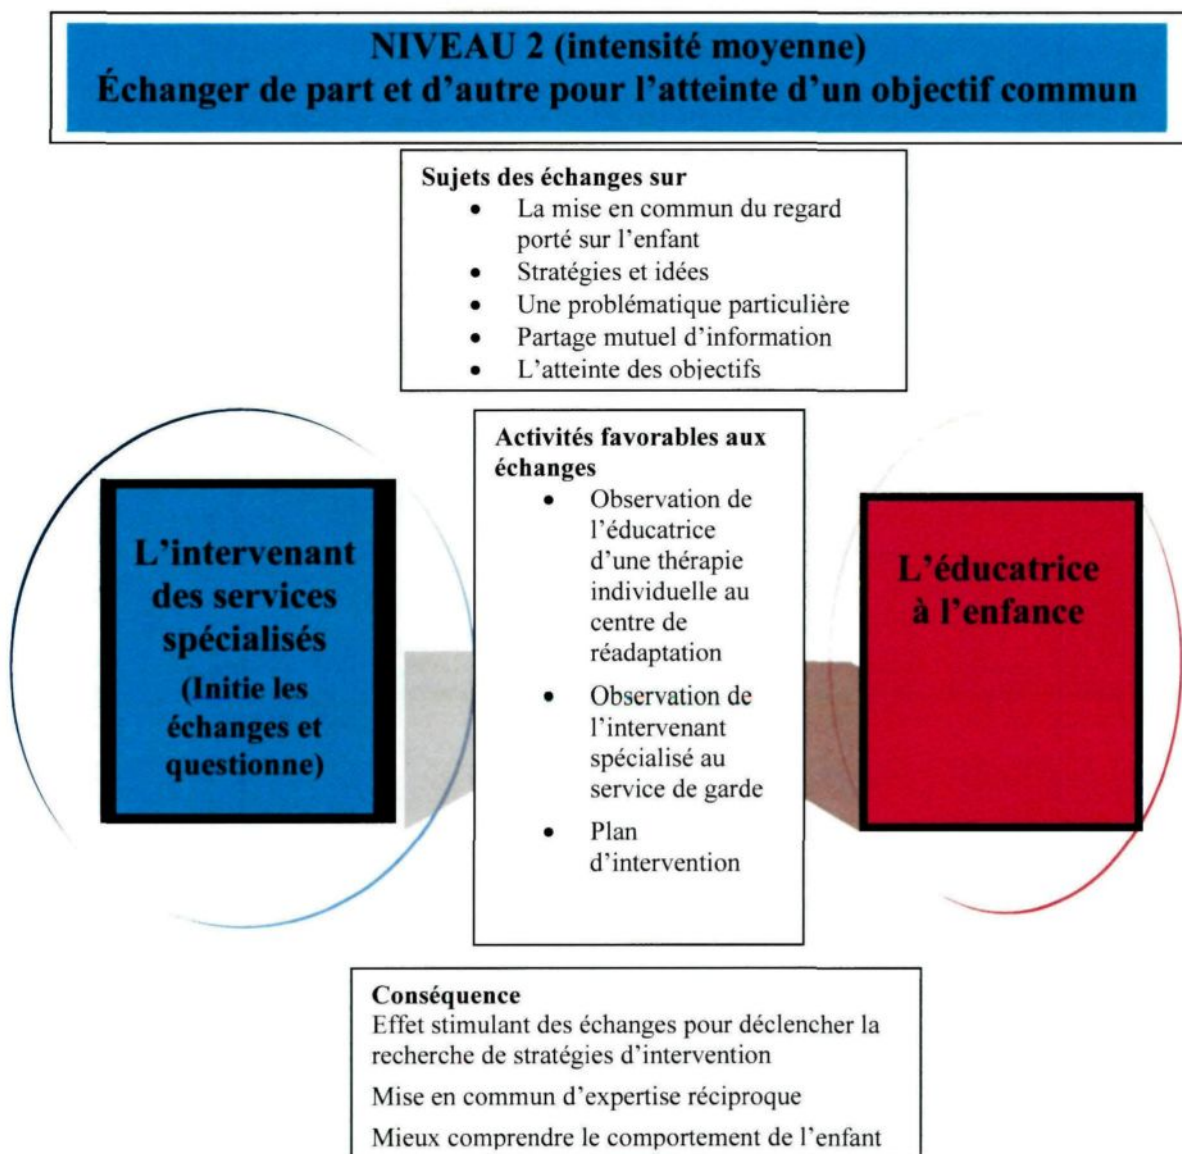 NIVEAU 2 (intensité moyenne)
Échanger de part et d'autre pour l'atteinte d'un objectif commun
Sujets des échanges sur
• La mise en commun du regard
porté sur l'enfant
• Stratégies et idées
• Une problématique particulière
• Partage mutuel d'information
• L'atteinte des objectifs
L'intervenant
des services
spécialisés
(Initie les
échanges et
questionne)
Activités favorables aux
échanges
• Observation de
l'éducatrice
d'une thérapie
individuelle au
centre de
réadaptation
• Observation de
l'intervenant
spécialisé au
service de garde
• Plan
d'intervention
L'éducatrice
à l'enfance
Conséquence
Effet stimulant des échanges pour déclencher la
recherche de stratégies d'intervention
Mise en commun d'expertise réciproque
Mieux comprendre le comportement de l'enfant